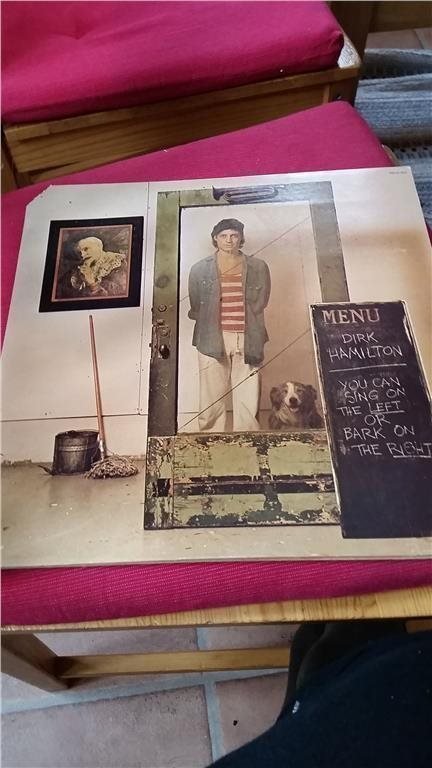 MENU
DIRK
HAMILTON
YOU CAN
SING ON
THE LEFT
OR
BARK ON
THE RIGHT